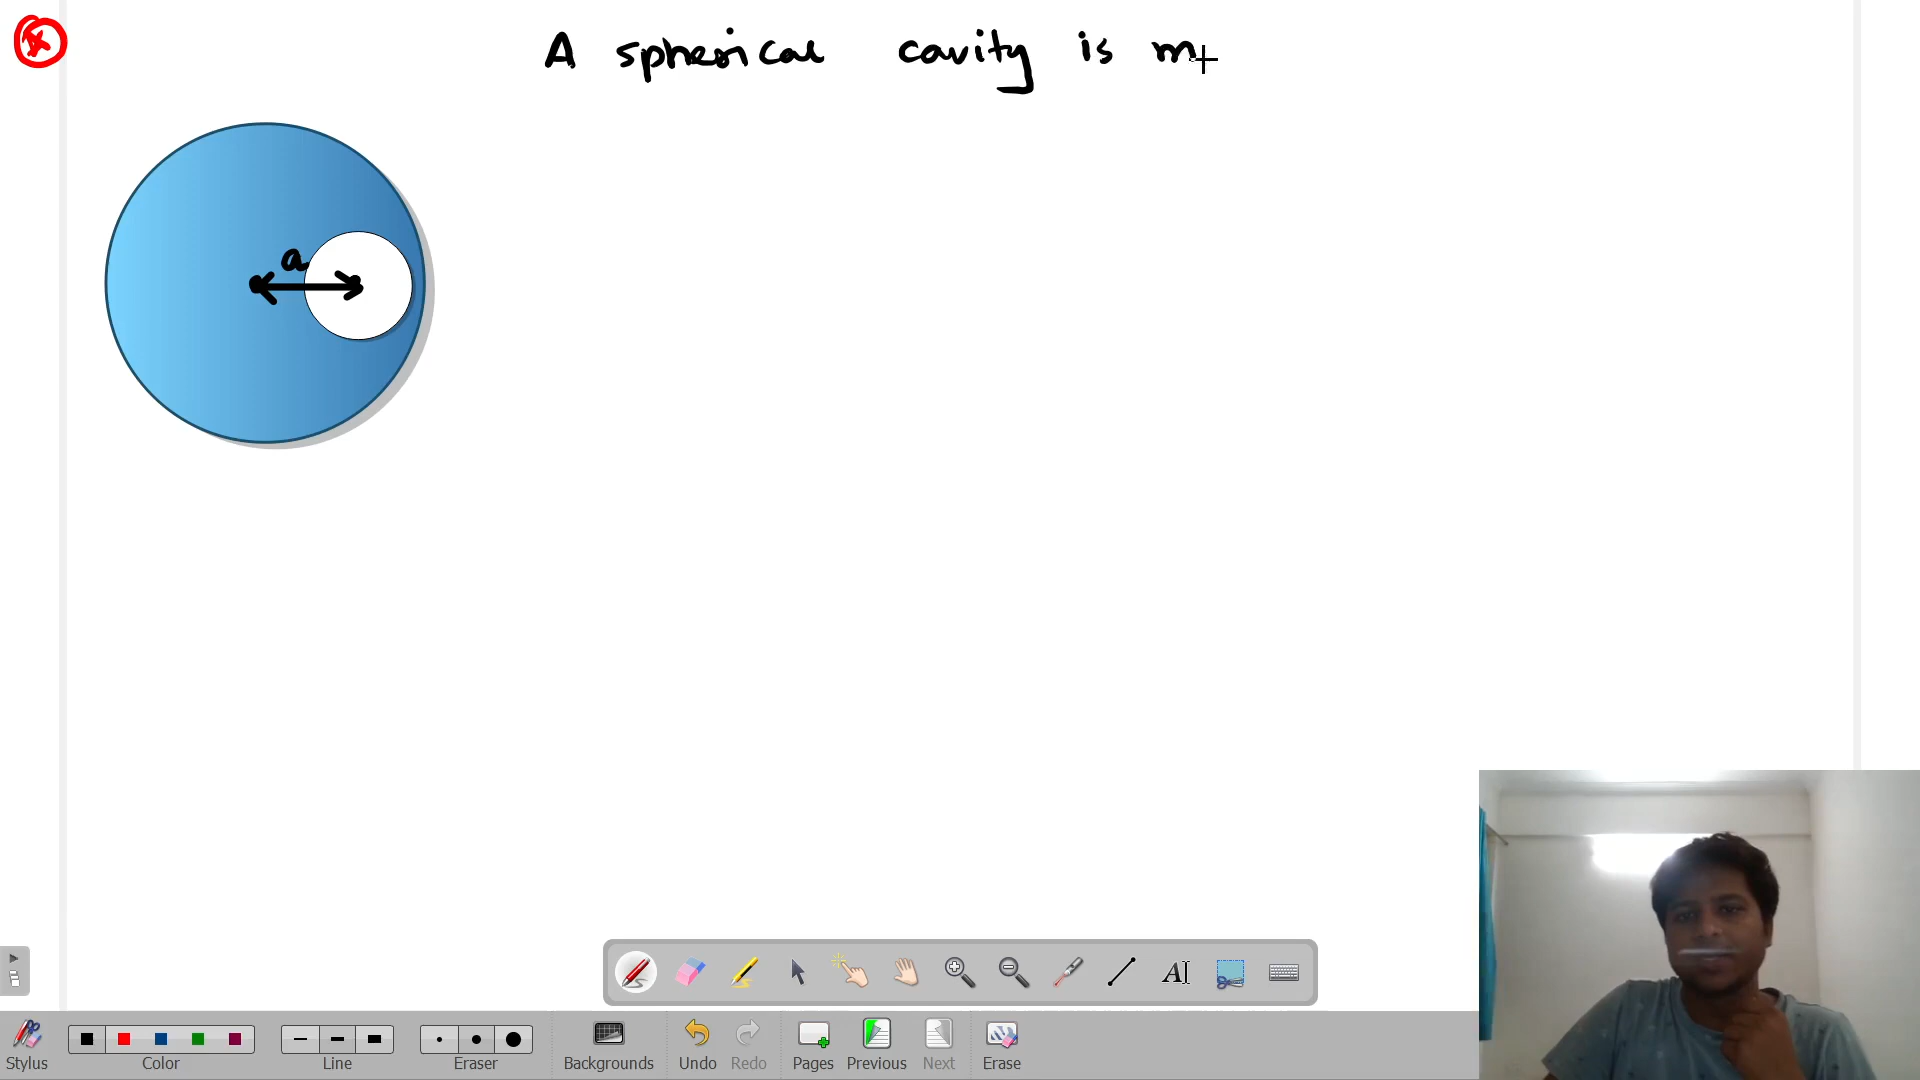 A spherical cavity is m
a
Stylus
Color
Line
Eraser
Backgrounds
Undo
Redo
Pages
Previous
Next
Erase